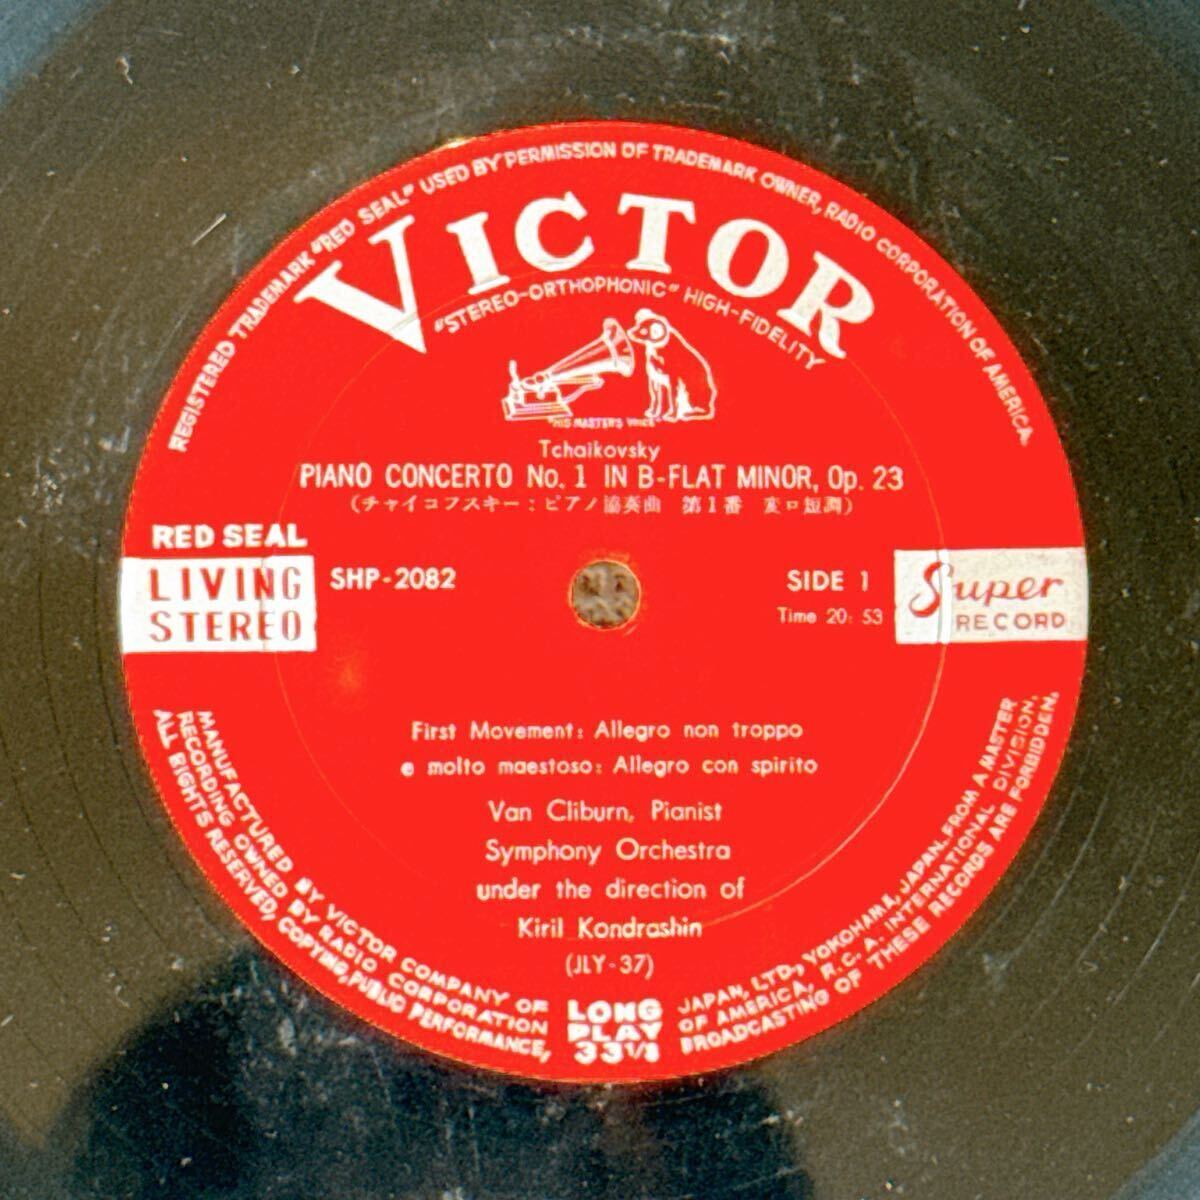 REGISTERED TRADEMARK "RED SEAL" USED BY PERMISSION OF TRADEMARK OWNER, RADIO CORPORATION OF AMERICA.
VICTOR
"STEREO-ORTHOPHONIC" HIGH-FIDELITY
"HIS MASTER'S VOICE"
Tchaikovsky
PIANO CONCERTO No. 1 IN B-FLAT MINOR, Op. 23
(チャイコフスキー：ピアノ協奏曲 第1番 変ロ短調)
RED SEAL
LIVING
STEREO
SHP-2082
SIDE 1
Time 20: 53
Super
RECORD
First Movement: Allegro non troppo
e molto maestoso: Allegro con spirito
Van Cliburn, Pianist
Symphony Orchestra
under the direction of
Kiril Kondrashin
(JLY-37)
MANUFACTURED BY VICTOR COMPANY OF JAPAN, LTD., YOKOHAMA, JAPAN. FROM A MASTER
RECORDING OWNED BY RADIO CORPORATION OF AMERICA, R.C.A. INTERNATIONAL DIVISION.
ALL RIGHTS RESERVED, COPYING, PUBLIC PERFORMANCE, BROADCASTING OF THESE RECORDS ARE FORBIDDEN.
LONG
PLAY
33 1/3